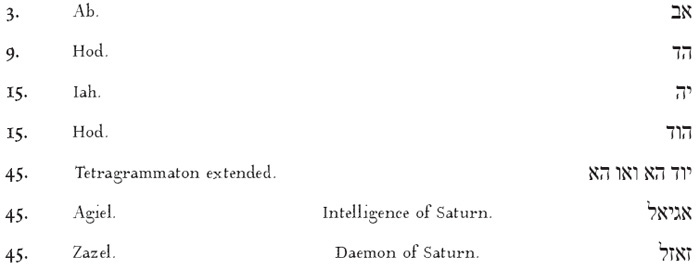 3. Ab. אב
9. Hod. הד
15. Iah. יה
15. Hod. הוד
45. Tetragrammaton extended. יוד הא ואו הא
45. Agiel. Intelligence of Saturn. אגיאל
45. Zazel. Daemon of Saturn. זאזל